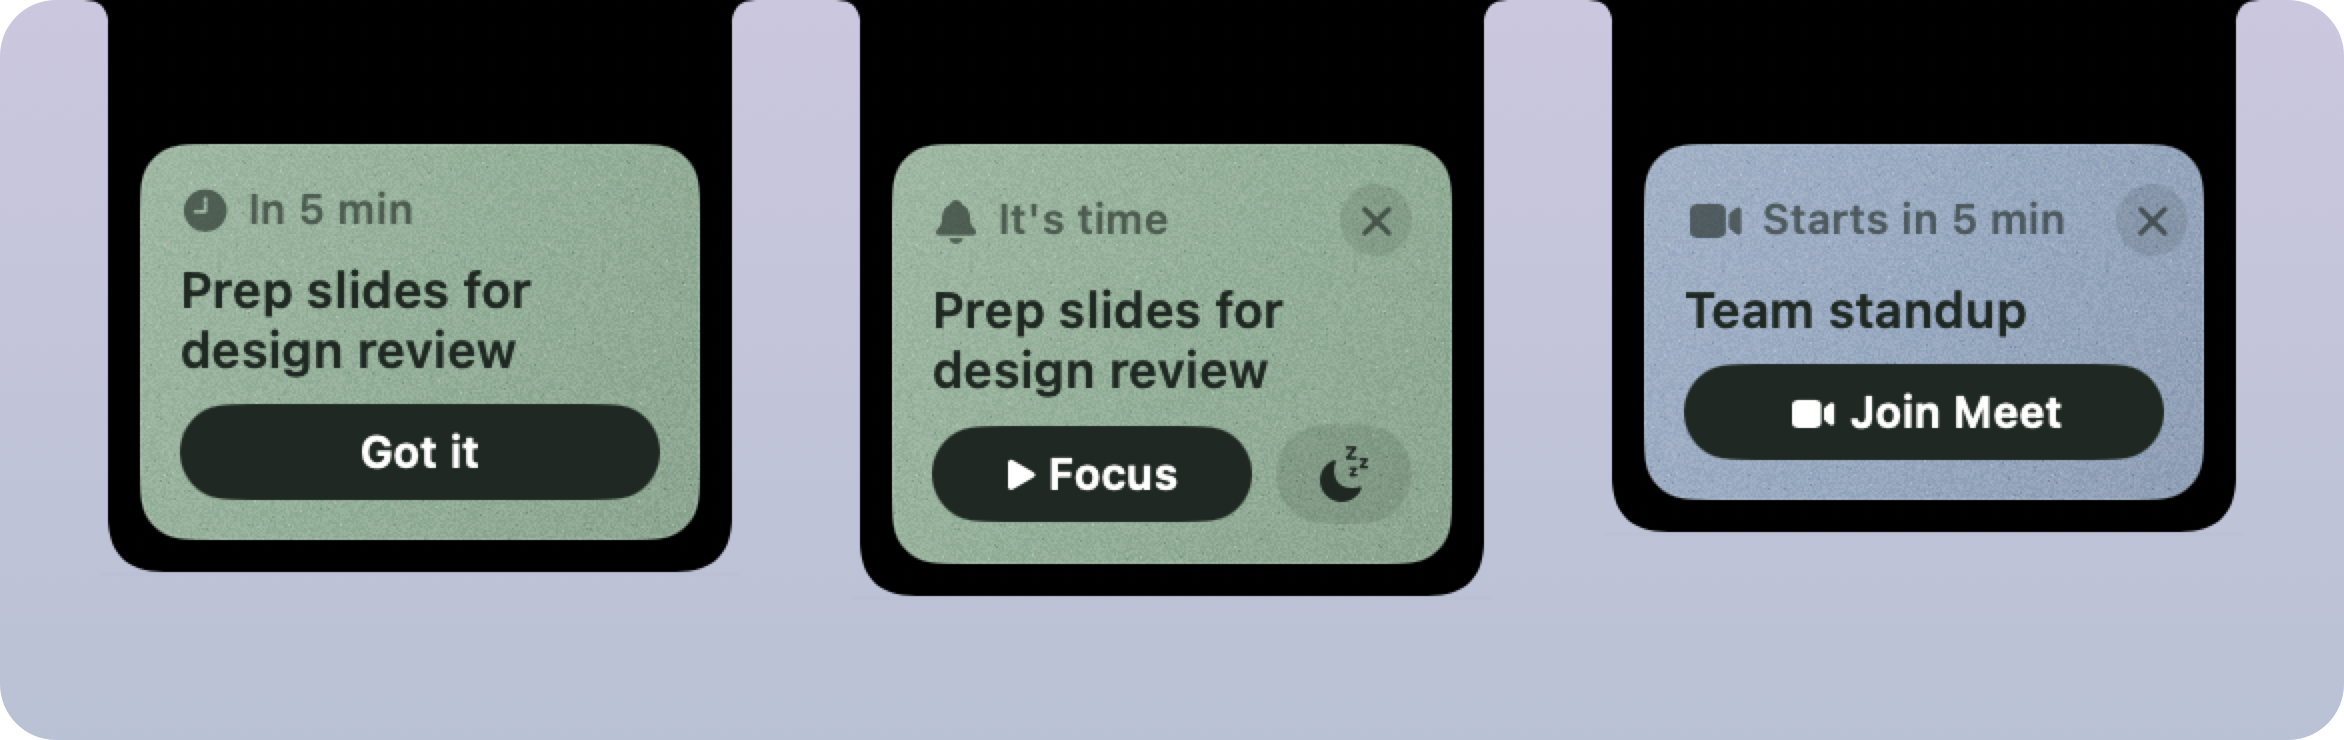 In 5 min
Prep slides for
design review
Got it
It's time
Prep slides for
design review
Focus
z z z
Starts in 5 min
Team standup
Join Meet